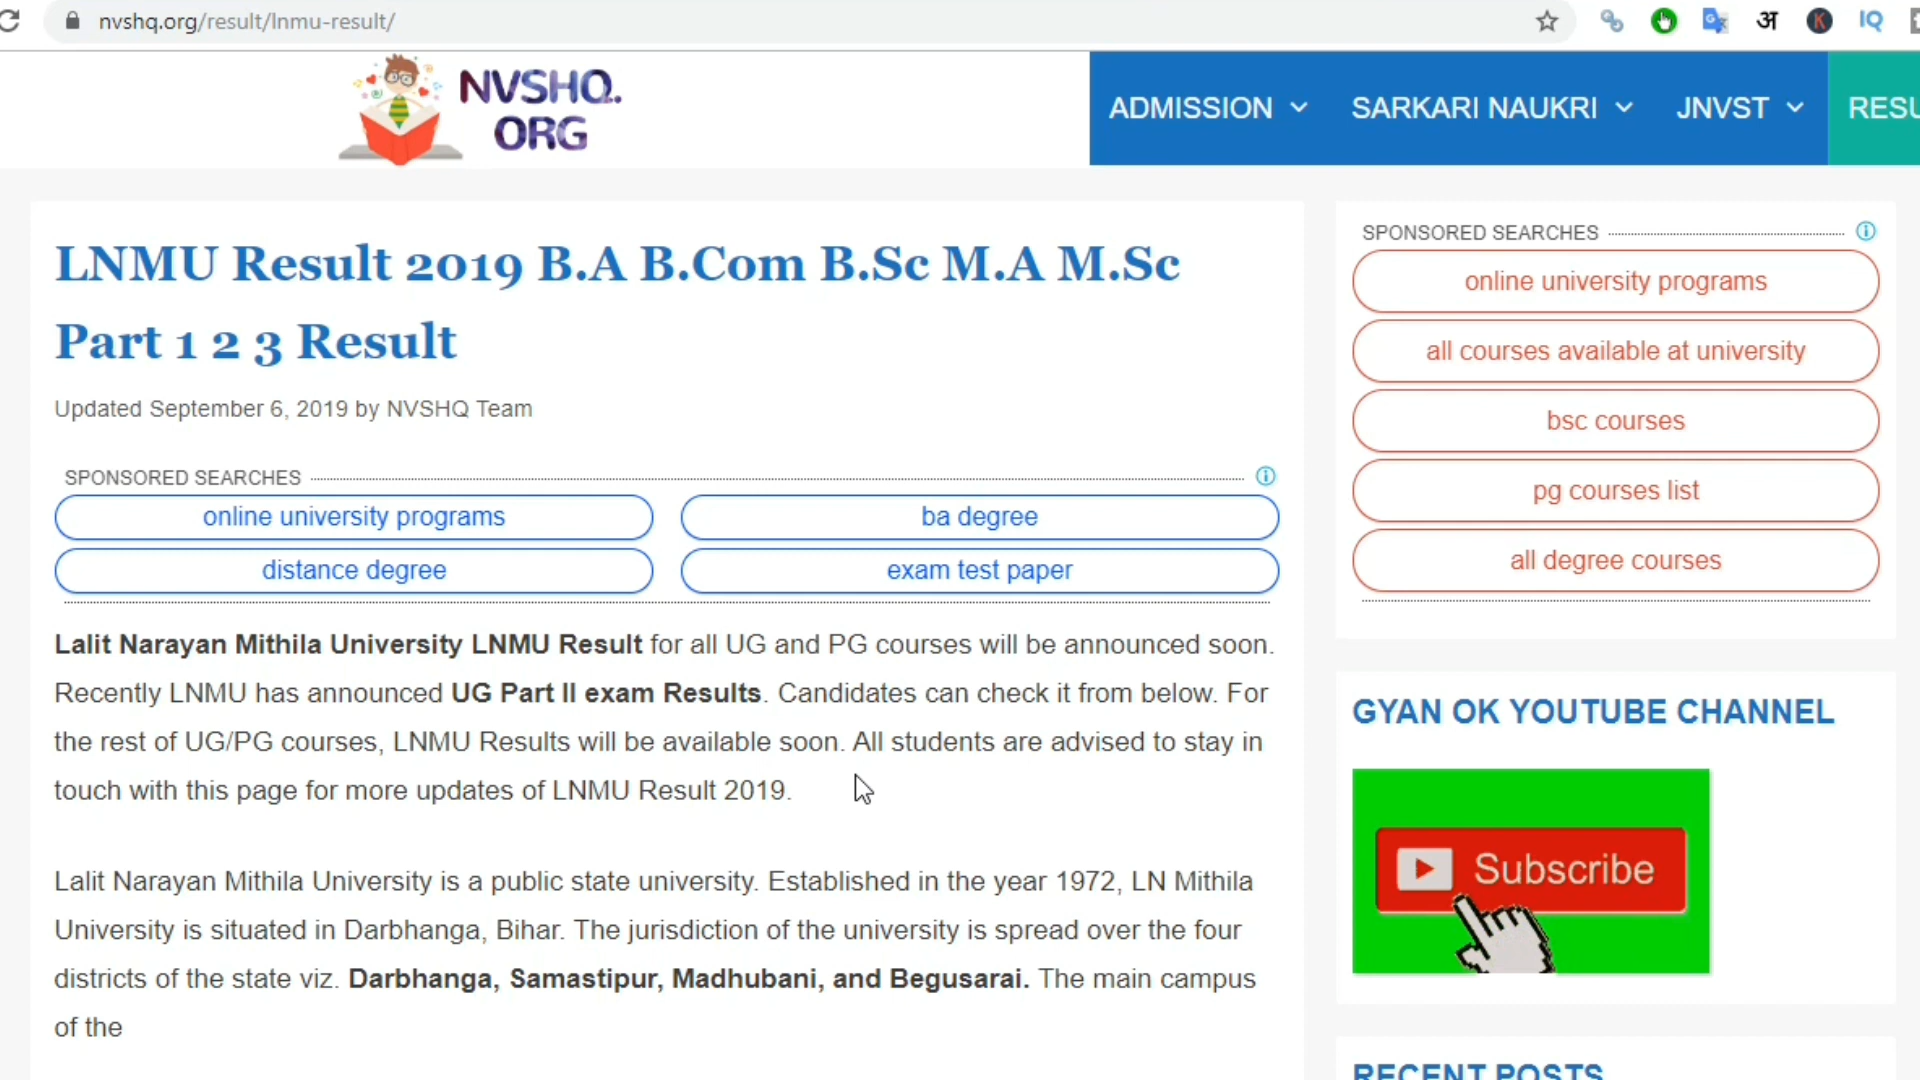 nvshq.org/result/lnmu-result/
अ
K
IQ
NVSHQ.
ORG
ADMISSION
SARKARI NAUKRI
JNVST
RESU
LNMU Result 2019 B.A B.Com B.Sc M.A M.Sc
Part 1 2 3 Result
Updated September 6, 2019 by NVSHQ Team
SPONSORED SEARCHES
online university programs
ba degree
distance degree
exam test paper
Lalit Narayan Mithila University LNMU Result for all UG and PG courses will be announced soon.
Recently LNMU has announced UG Part II exam Results. Candidates can check it from below. For
the rest of UG/PG courses, LNMU Results will be available soon. All students are advised to stay in
touch with this page for more updates of LNMU Result 2019.
Lalit Narayan Mithila University is a public state university. Established in the year 1972, LN Mithila
University is situated in Darbhanga, Bihar. The jurisdiction of the university is spread over the four
districts of the state viz. Darbhanga, Samastipur, Madhubani, and Begusarai. The main campus
of the
SPONSORED SEARCHES
online university programs
all courses available at university
bsc courses
pg courses list
all degree courses
GYAN OK YOUTUBE CHANNEL
Subscribe
RECENT POSTS